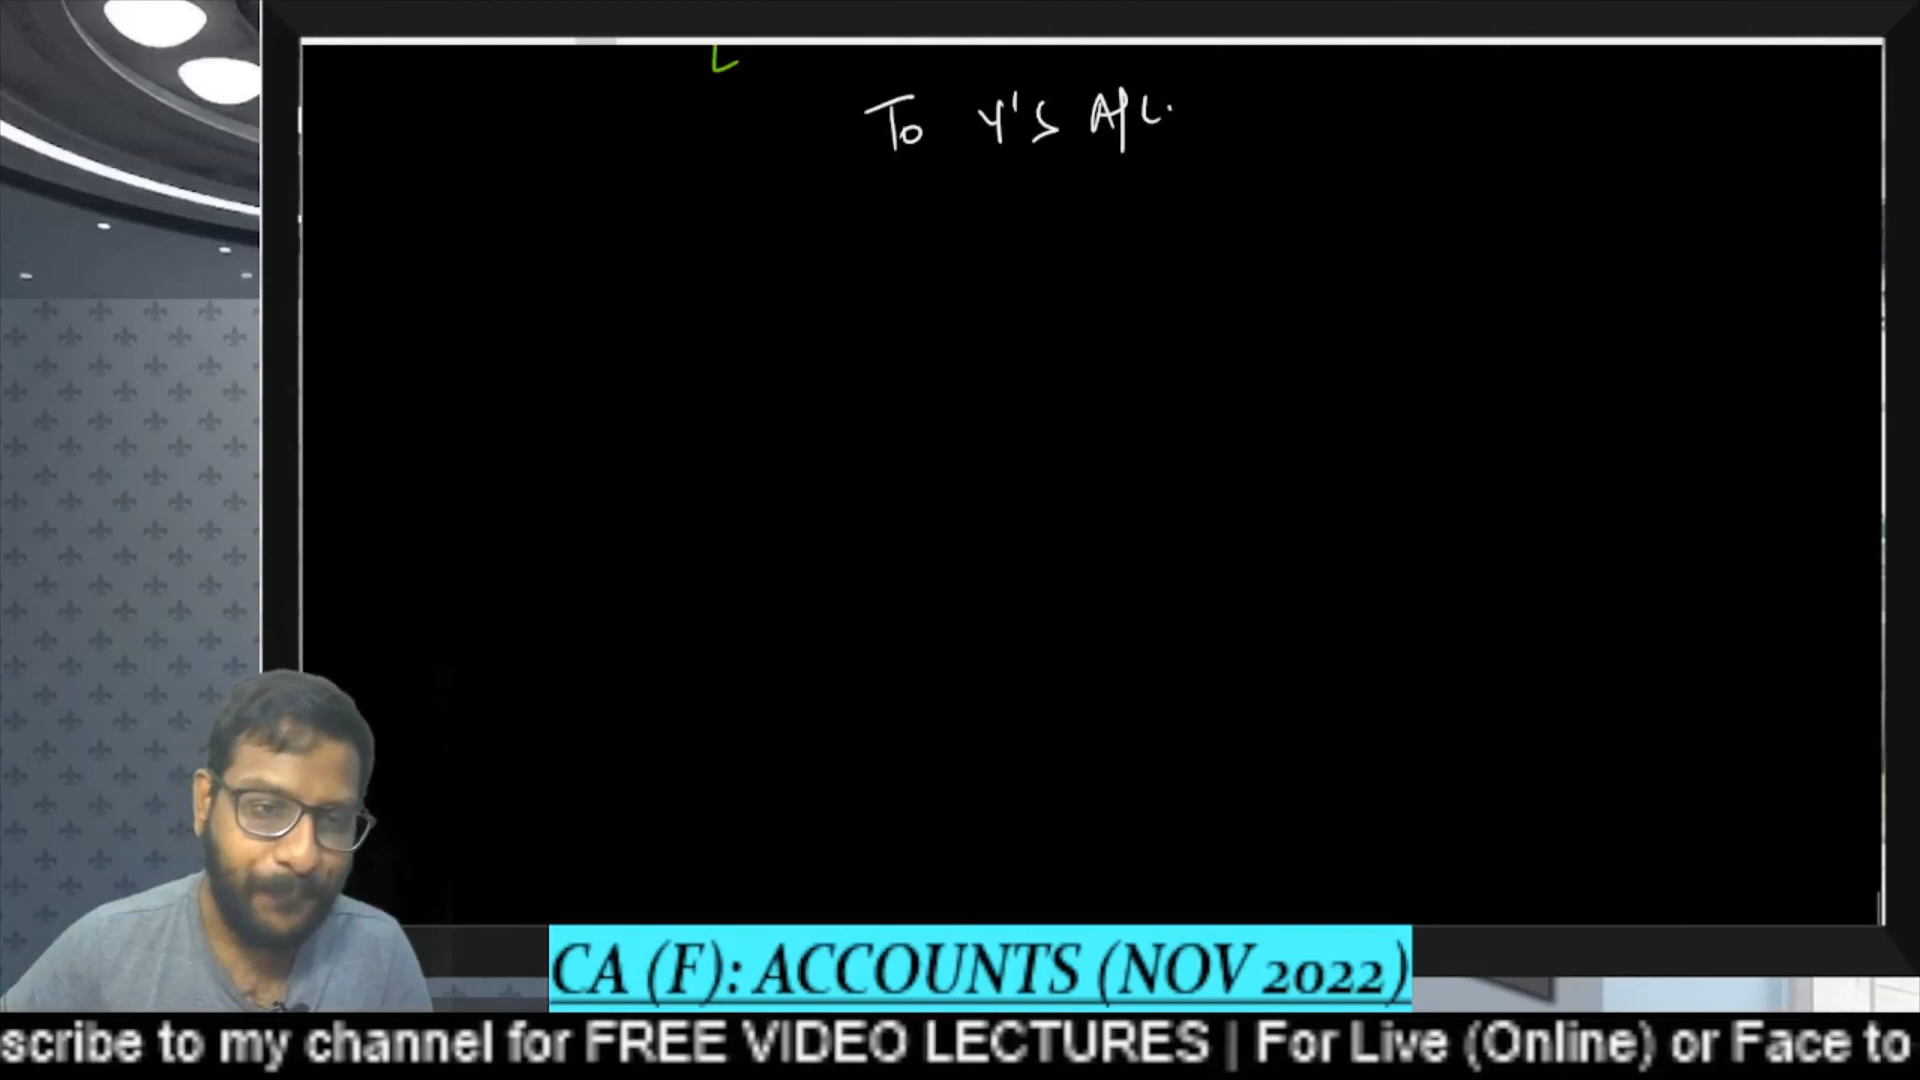 To Y's A/c.
CA (F): ACCOUNTS (NOV 2022)
scribe to my channel for FREE VIDEO LECTURES | For Live (Online) or Face to